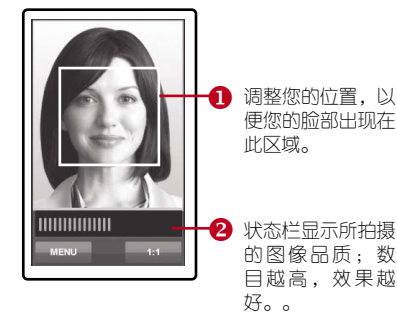 1 调整您的位置，以
便您的脸部出现在
此区域。
2 状态栏显示所拍摄
的图像品质；数
目越高，效果越
好。。
MENU 1:1